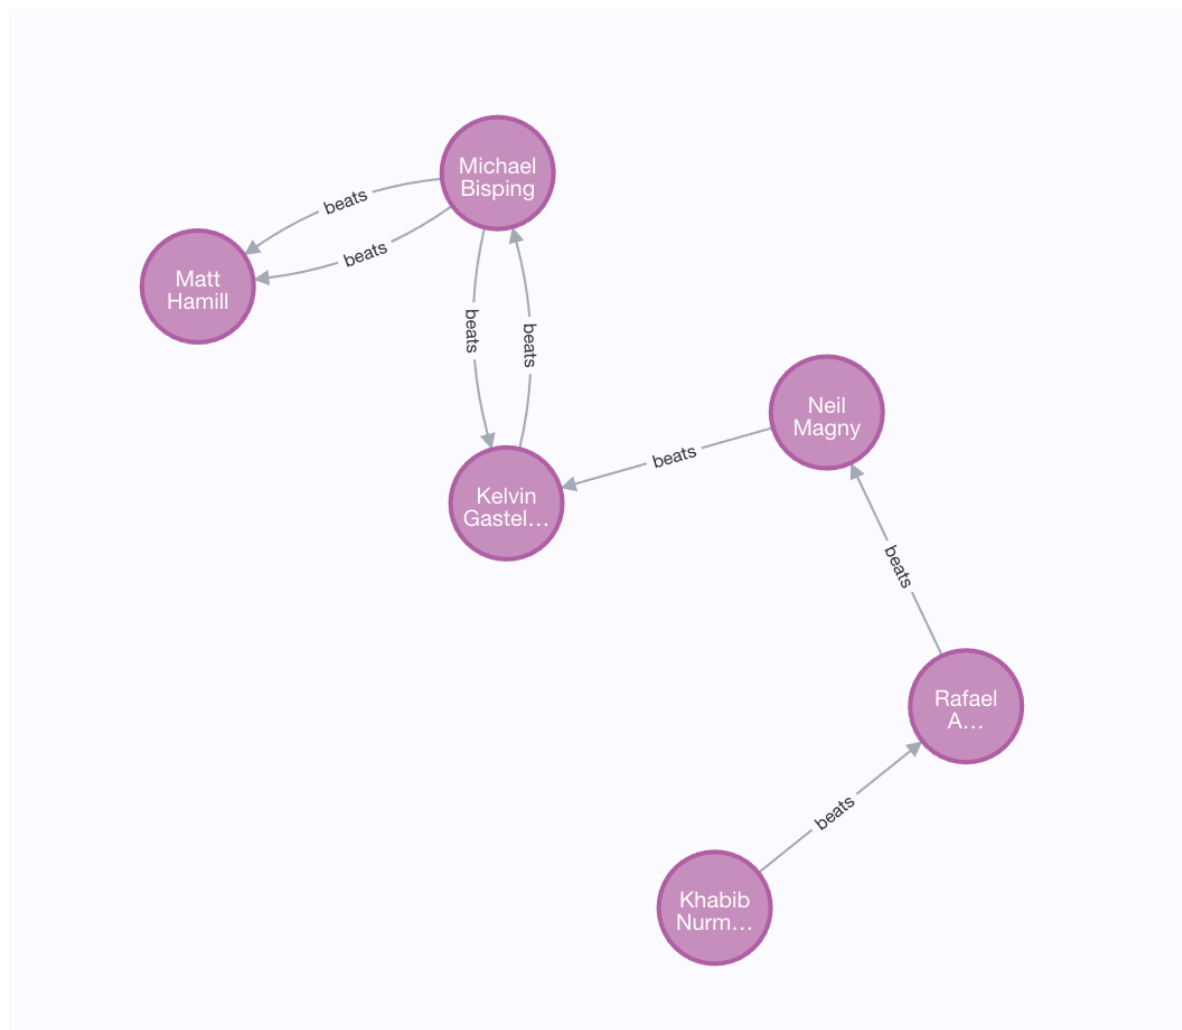 Michael
Bisping
beats
beats
Matt
Hamill
beats
beats
Neil
Magny
beats
Kelvin
Gastel…
beats
Rafael
A…
beats
Khabib
Nurm…